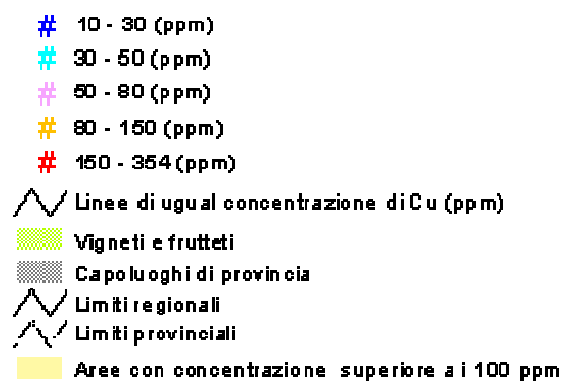 # 10 - 30 (ppm)
# 30 - 50 (ppm)
# 50 - 80 (ppm)
# 80 - 150 (ppm)
# 150 - 354 (ppm)
Linee di ugual concentrazione di Cu (ppm)
Vigneti e frutteti
Capoluoghi di provincia
Limiti regionali
Limiti provinciali
Aree con concentrazione superiore a i 100 ppm